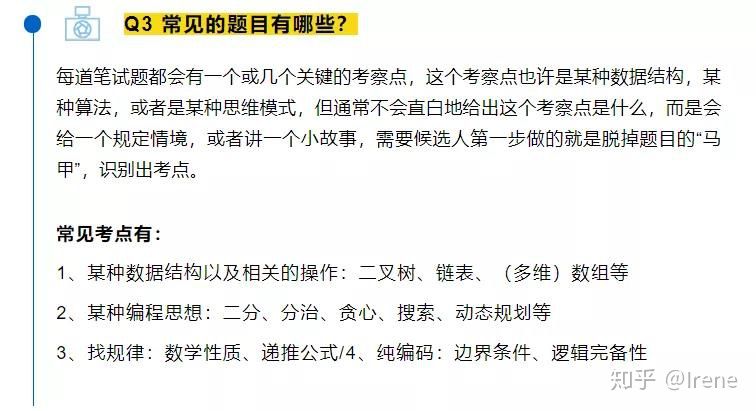 Q3 常见的题目有哪些？
每道笔试题都会有一个或几个关键的考察点，这个考察点也许是某种数据结构，某
种算法，或者是某种思维模式，但通常不会直白地给出这个考察点是什么，而是会
给一个规定情境，或者讲一个小故事，需要候选人第一步做的就是脱掉题目的“马
甲”，识别出考点。
常见考点有：
1、某种数据结构以及相关的操作：二叉树、链表、（多维）数组等
2、某种编程思想：二分、分治、贪心、搜索、动态规划等
3、找规律：数学性质、递推公式/4、纯编码：边界条件、逻辑完备性
知乎 @Irene